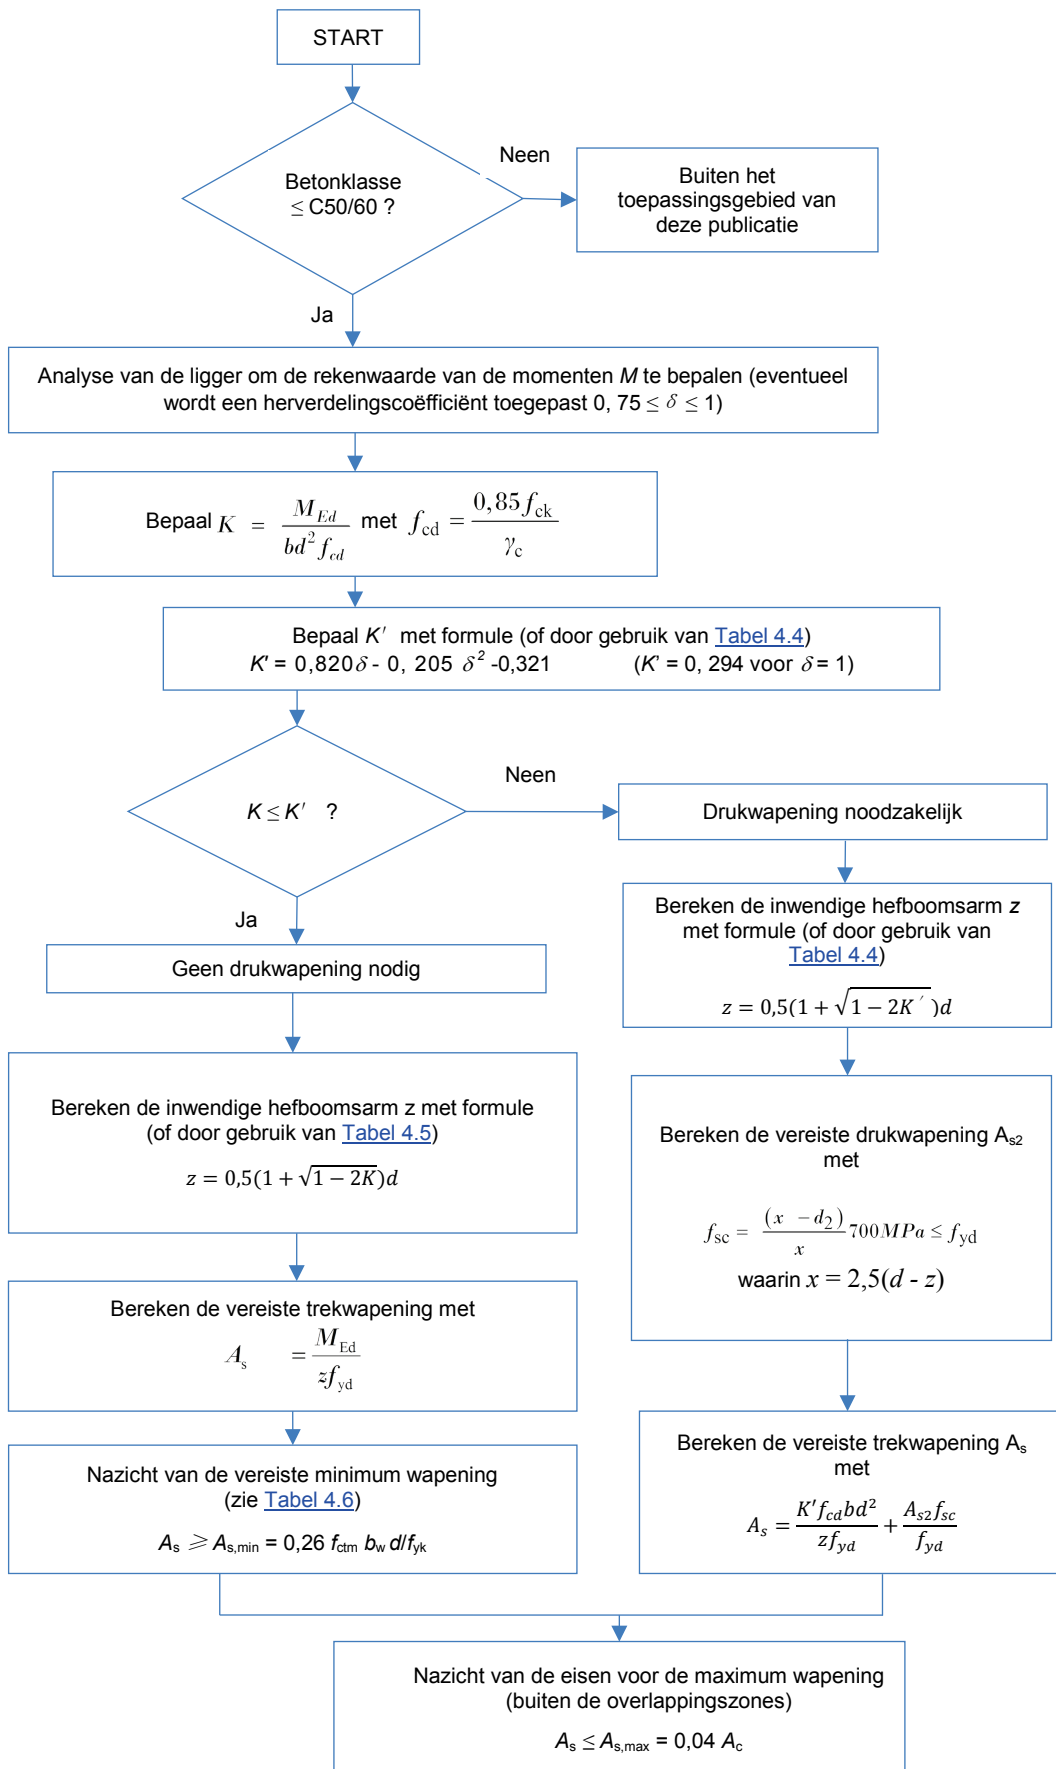 START
Betonklasse
≤ C50/60 ?
Neen
Buiten het
toepassingsgebied van
deze publicatie
Ja
Analyse van de ligger om de rekenwaarde van de momenten M te bepalen (eventueel
wordt een herverdelingscoëfficiënt toegepast 0, 75 ≤ δ ≤ 1)
Bepaal K = M_Ed / bd² f_cd met f_cd = 0,85 f_ck / γ_c
Bepaal K′ met formule (of door gebruik van Tabel 4.4)
K' = 0,820 δ - 0, 205 δ² -0,321 (K' = 0, 294 voor δ = 1)
K ≤ K′ ?
Neen
Drukwapening noodzakelijk
Ja
Geen drukwapening nodig
Bereken de inwendige hefboomsarm z
met formule (of door gebruik van
Tabel 4.4)
z = 0,5(1 + √(1 − 2K′))d
Bereken de inwendige hefboomsarm z met formule
(of door gebruik van Tabel 4.5)
z = 0,5(1 + √(1 − 2K))d
Bereken de vereiste drukwapening A_s2
met
f_sc = (x − d_2) / x 700MPa ≤ f_yd
waarin x = 2,5(d - z)
Bereken de vereiste trekwapening met
A_s = M_Ed / z f_yd
Bereken de vereiste trekwapening A_s
met
A_s = K′ f_cd bd² / z f_yd + A_s2 f_sc / f_yd
Nazicht van de vereiste minimum wapening
(zie Tabel 4.6)
A_s ⩾ A_s,min = 0,26 f_ctm b_w d/f_yk
Nazicht van de eisen voor de maximum wapening
(buiten de overlappingszones)
A_s ≤ A_s,max = 0,04 A_c